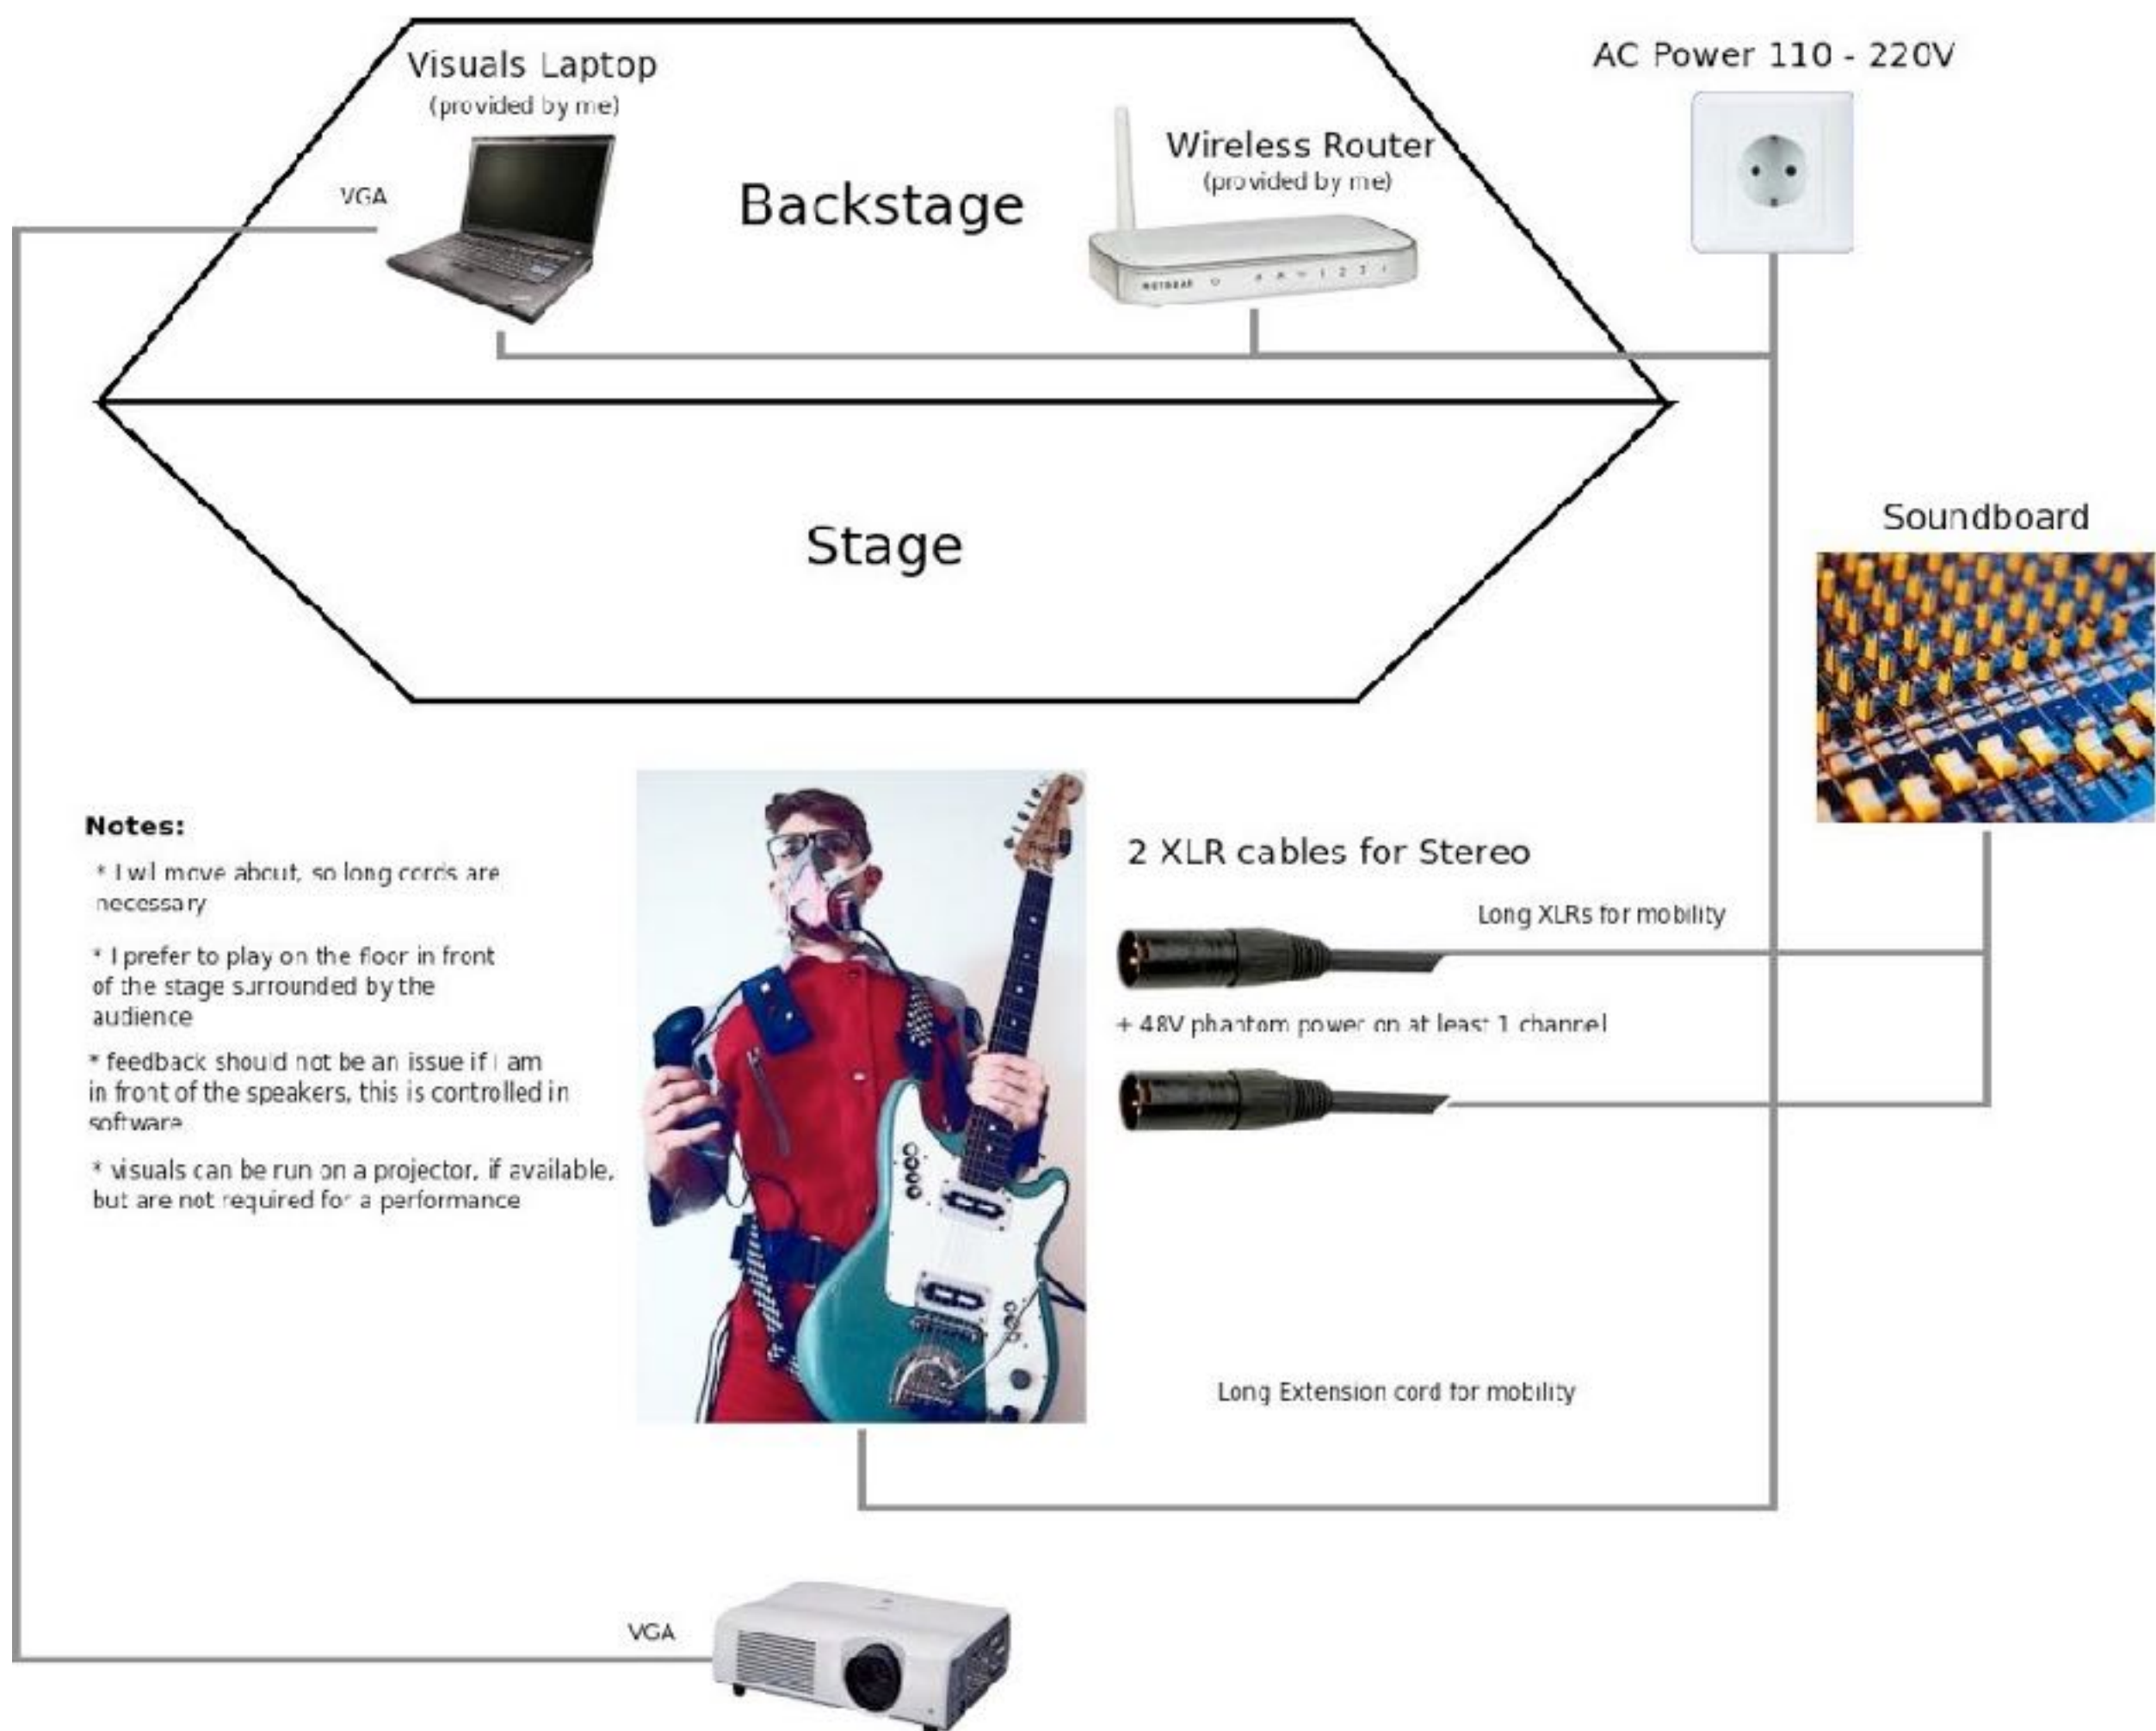 Visuals Laptop
(provided by me)
AC Power 110 - 220V
Wireless Router
(provided by me)
VGA
Backstage
NETGEAR
1 2 3
Stage
Soundboard
Notes:
* I wil move about, so long cords are
necessary
* I prefer to play on the floor in front
of the stage surrounded by the
audience
* feedback should not be an issue if I am
in front of the speakers, this is controlled in
software
* visuals can be run on a projector, if available,
but are not required for a performance
2 XLR cables for Stereo
Long XLRs for mobility
+ 48V phantom power on at least 1 channel
Long Extension cord for mobility
VGA